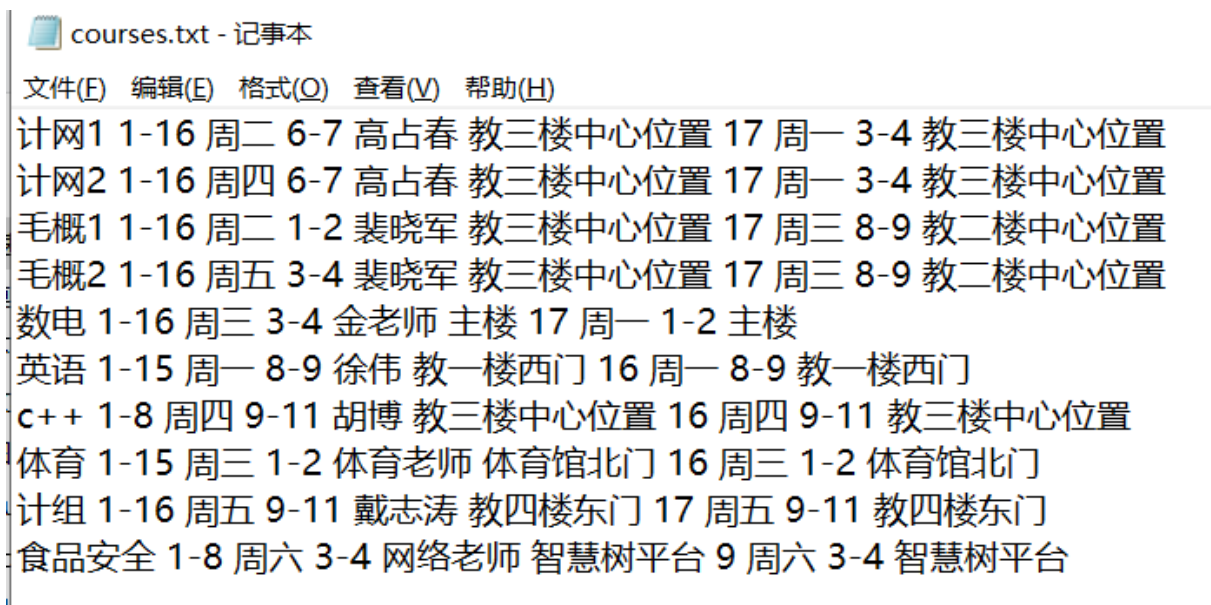 courses.txt - 记事本
文件(F) 编辑(E) 格式(O) 查看(V) 帮助(H)
计网1 1-16 周二 6-7 高占春 教三楼中心位置 17 周一 3-4 教三楼中心位置
计网2 1-16 周四 6-7 高占春 教三楼中心位置 17 周一 3-4 教三楼中心位置
毛概1 1-16 周二 1-2 裴晓军 教三楼中心位置 17 周三 8-9 教二楼中心位置
毛概2 1-16 周五 3-4 裴晓军 教三楼中心位置 17 周三 8-9 教二楼中心位置
数电 1-16 周三 3-4 金老师 主楼 17 周一 1-2 主楼
英语 1-15 周一 8-9 徐伟 教一楼西门 16 周一 8-9 教一楼西门
c++ 1-8 周四 9-11 胡博 教三楼中心位置 16 周四 9-11 教三楼中心位置
体育 1-15 周三 1-2 体育老师 体育馆北门 16 周三 1-2 体育馆北门
计组 1-16 周五 9-11 戴志涛 教四楼东门 17 周五 9-11 教四楼东门
食品安全 1-8 周六 3-4 网络老师 智慧树平台 9 周六 3-4 智慧树平台